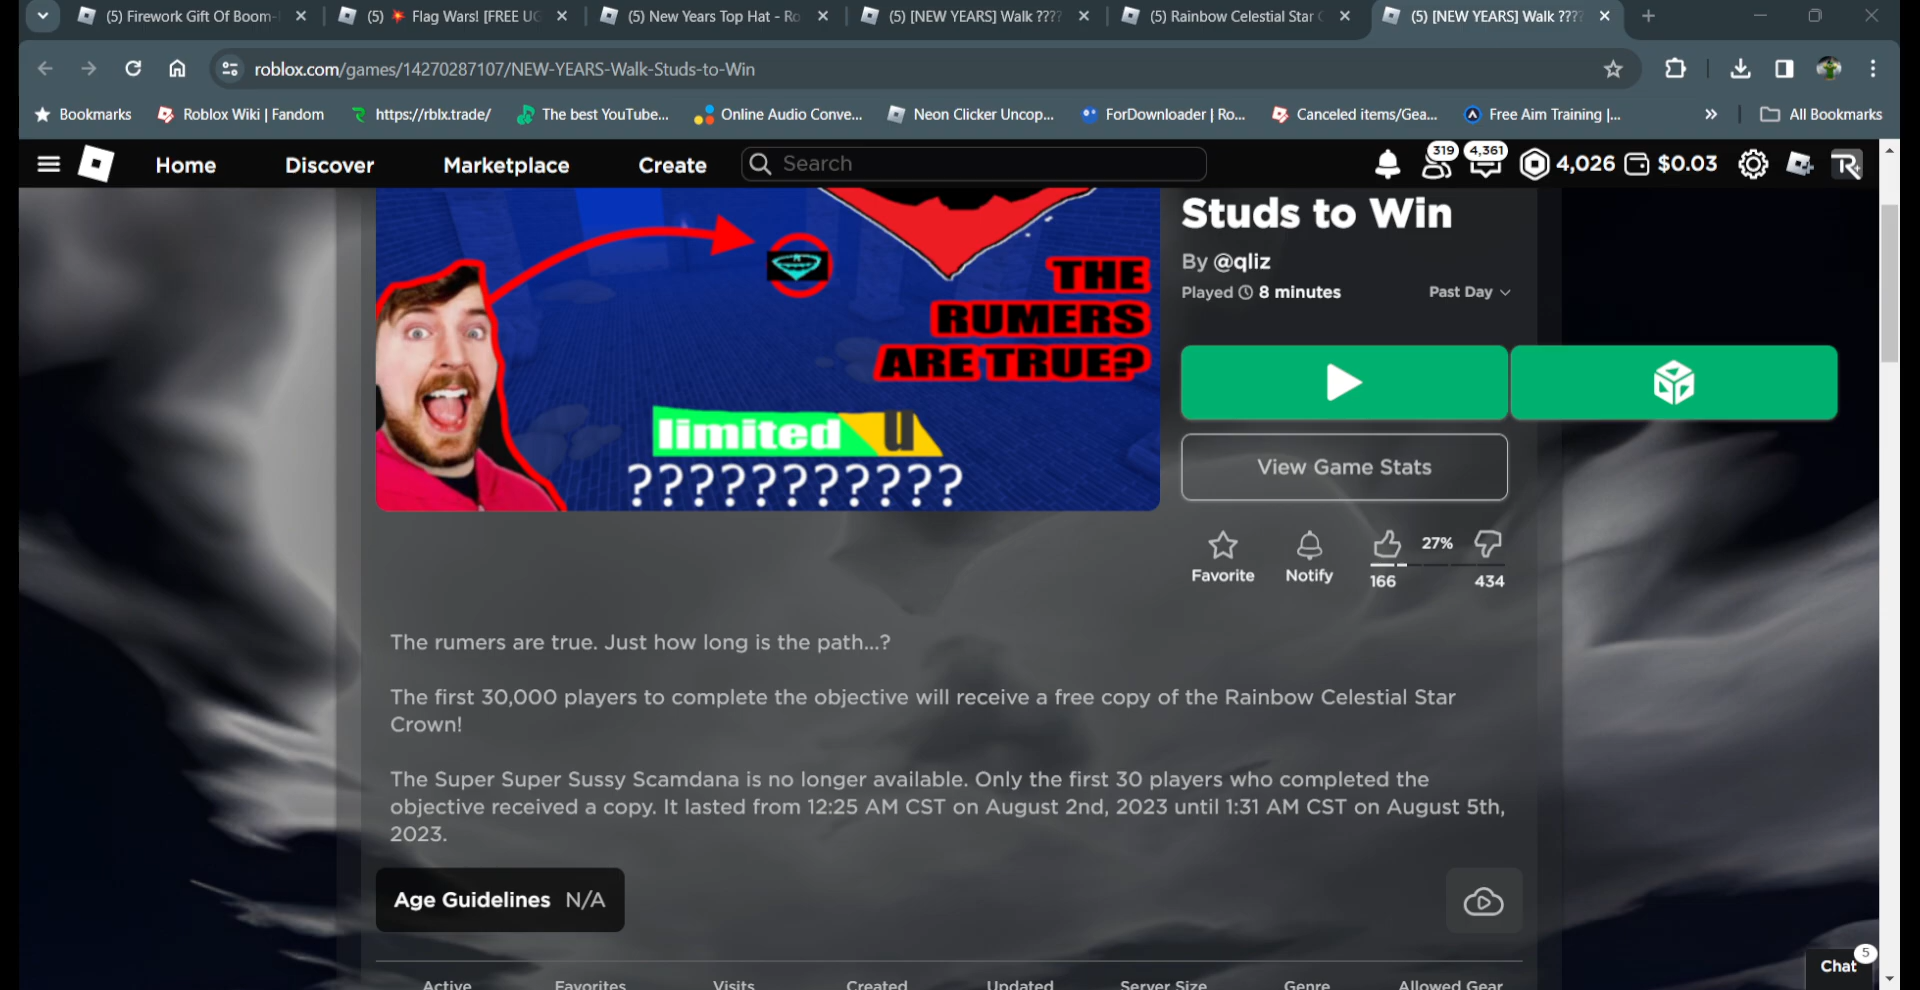 (5) Firework Gift Of Boom-
(5) 💥 Flag Wars! [FREE UG
(5) New Years Top Hat - Ro
(5) [NEW YEARS] Walk ????
(5) Rainbow Celestial Star C
(5) [NEW YEARS] Walk ????
roblox.com/games/14270287107/NEW-YEARS-Walk-Studs-to-Win
Bookmarks
Roblox Wiki | Fandom
https://rblx.trade/
The best YouTube...
Online Audio Conve...
Neon Clicker Uncop...
ForDownloader | Ro...
Canceled items/Gea...
Free Aim Training |...
»
All Bookmarks
Home
Discover
Marketplace
Create
Search
319
4,361
4,026
$0.03
THE
RUMERS
ARE TRUE?
limited u
???????????
Studs to Win
By @qliz
Played 8 minutes
Past Day
View Game Stats
Favorite
Notify
27%
166
434
The rumers are true. Just how long is the path...?
The first 30,000 players to complete the objective will receive a free copy of the Rainbow Celestial Star
Crown!
The Super Super Sussy Scamdana is no longer available. Only the first 30 players who completed the
objective received a copy. It lasted from 12:25 AM CST on August 2nd, 2023 until 1:31 AM CST on August 5th,
2023.
Age Guidelines N/A
Active
Favorites
Visits
Created
Updated
Server Size
Genre
Allowed Gear
Chat
5